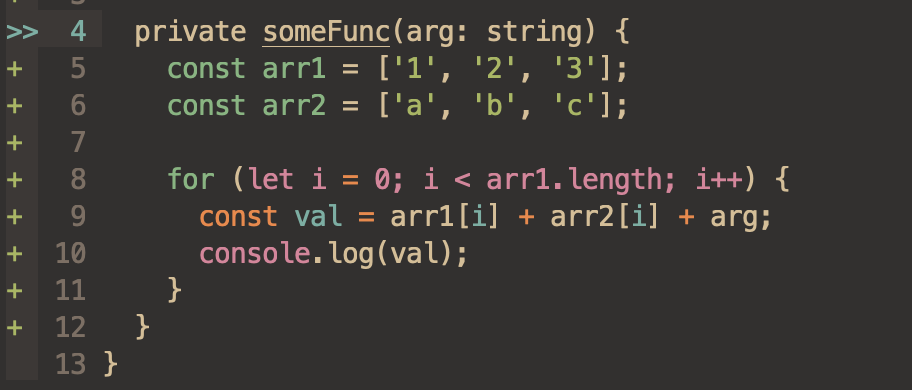 >> 4 private someFunc(arg: string) {
+ 5 const arr1 = ['1', '2', '3'];
+ 6 const arr2 = ['a', 'b', 'c'];
+ 7
+ 8 for (let i = 0; i < arr1.length; i++) {
+ 9 const val = arr1[i] + arr2[i] + arg;
+ 10 console.log(val);
+ 11 }
+ 12 }
13 }